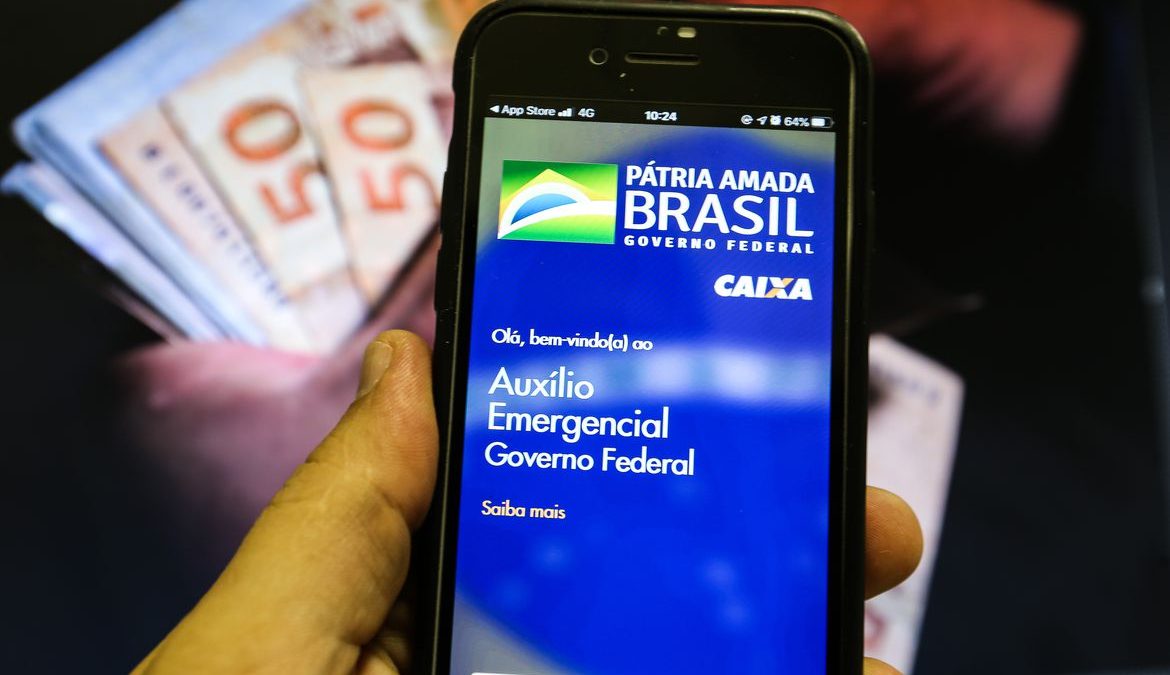 50
50
App Store 4G 10:24 64%
PÁTRIA AMADA
BRASIL
GOVERNO FEDERAL
CAIXA
Olá, bem-vindo(a) ao
Auxílio
Emergencial
Governo Federal
Saiba mais